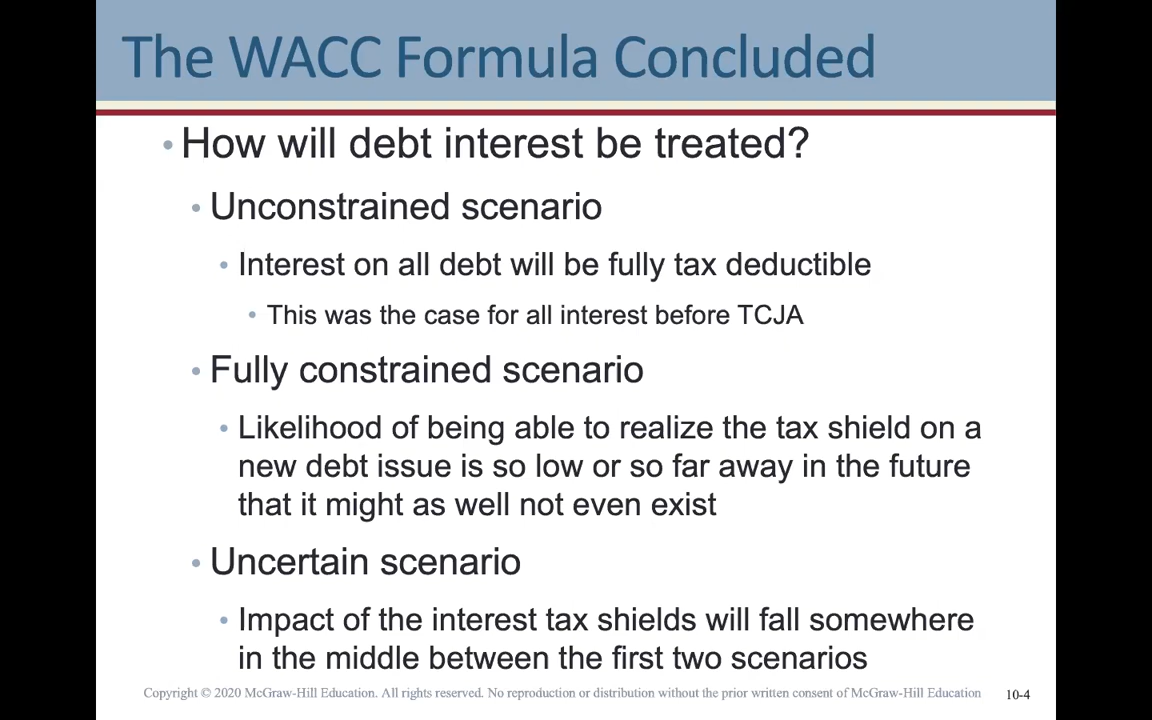 The WACC Formula Concluded
• How will debt interest be treated?
• Unconstrained scenario
• Interest on all debt will be fully tax deductible
• This was the case for all interest before TCJA
• Fully constrained scenario
• Likelihood of being able to realize the tax shield on a
new debt issue is so low or so far away in the future
that it might as well not even exist
• Uncertain scenario
• Impact of the interest tax shields will fall somewhere
in the middle between the first two scenarios
Copyright © 2020 McGraw-Hill Education. All rights reserved. No reproduction or distribution without the prior written consent of McGraw-Hill Education 10-4